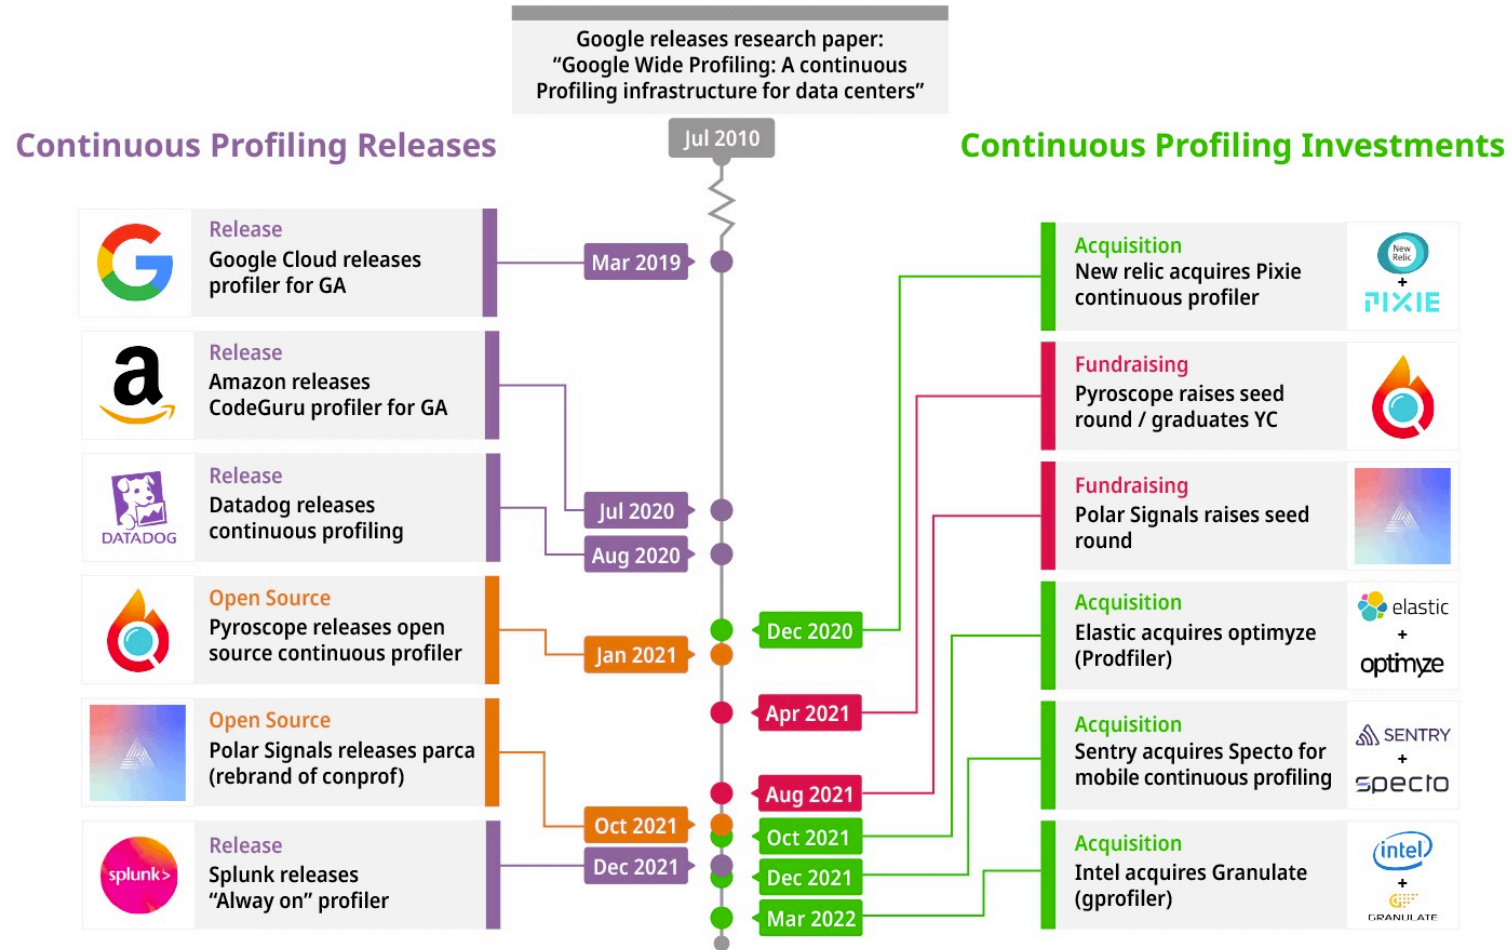 Google releases research paper:
“Google Wide Profiling: A continuous
Profiling infrastructure for data centers”
Jul 2010
Continuous Profiling Releases
Release
Google Cloud releases
profiler for GA
Mar 2019
Release
Amazon releases
CodeGuru profiler for GA
Jul 2020
DATADOG
Release
Datadog releases
continuous profiling
Aug 2020
Open Source
Pyroscope releases open
source continuous profiler
Jan 2021
Open Source
Polar Signals releases parca
(rebrand of conprof)
Oct 2021
splunk>
Release
Splunk releases
“Alway on” profiler
Dec 2021
Continuous Profiling Investments
Acquisition
New relic acquires Pixie
continuous profiler
New
Relic
+
PIXIE
Dec 2020
Fundraising
Pyroscope raises seed
round / graduates YC
Apr 2021
Fundraising
Polar Signals raises seed
round
Aug 2021
Acquisition
Elastic acquires optimyze
(Prodfiler)
elastic
+
optimyze
Oct 2021
Acquisition
Sentry acquires Specto for
mobile continuous profiling
SENTRY
+
specto
Dec 2021
Acquisition
Intel acquires Granulate
(gprofiler)
intel
+
GRANULATE
Mar 2022